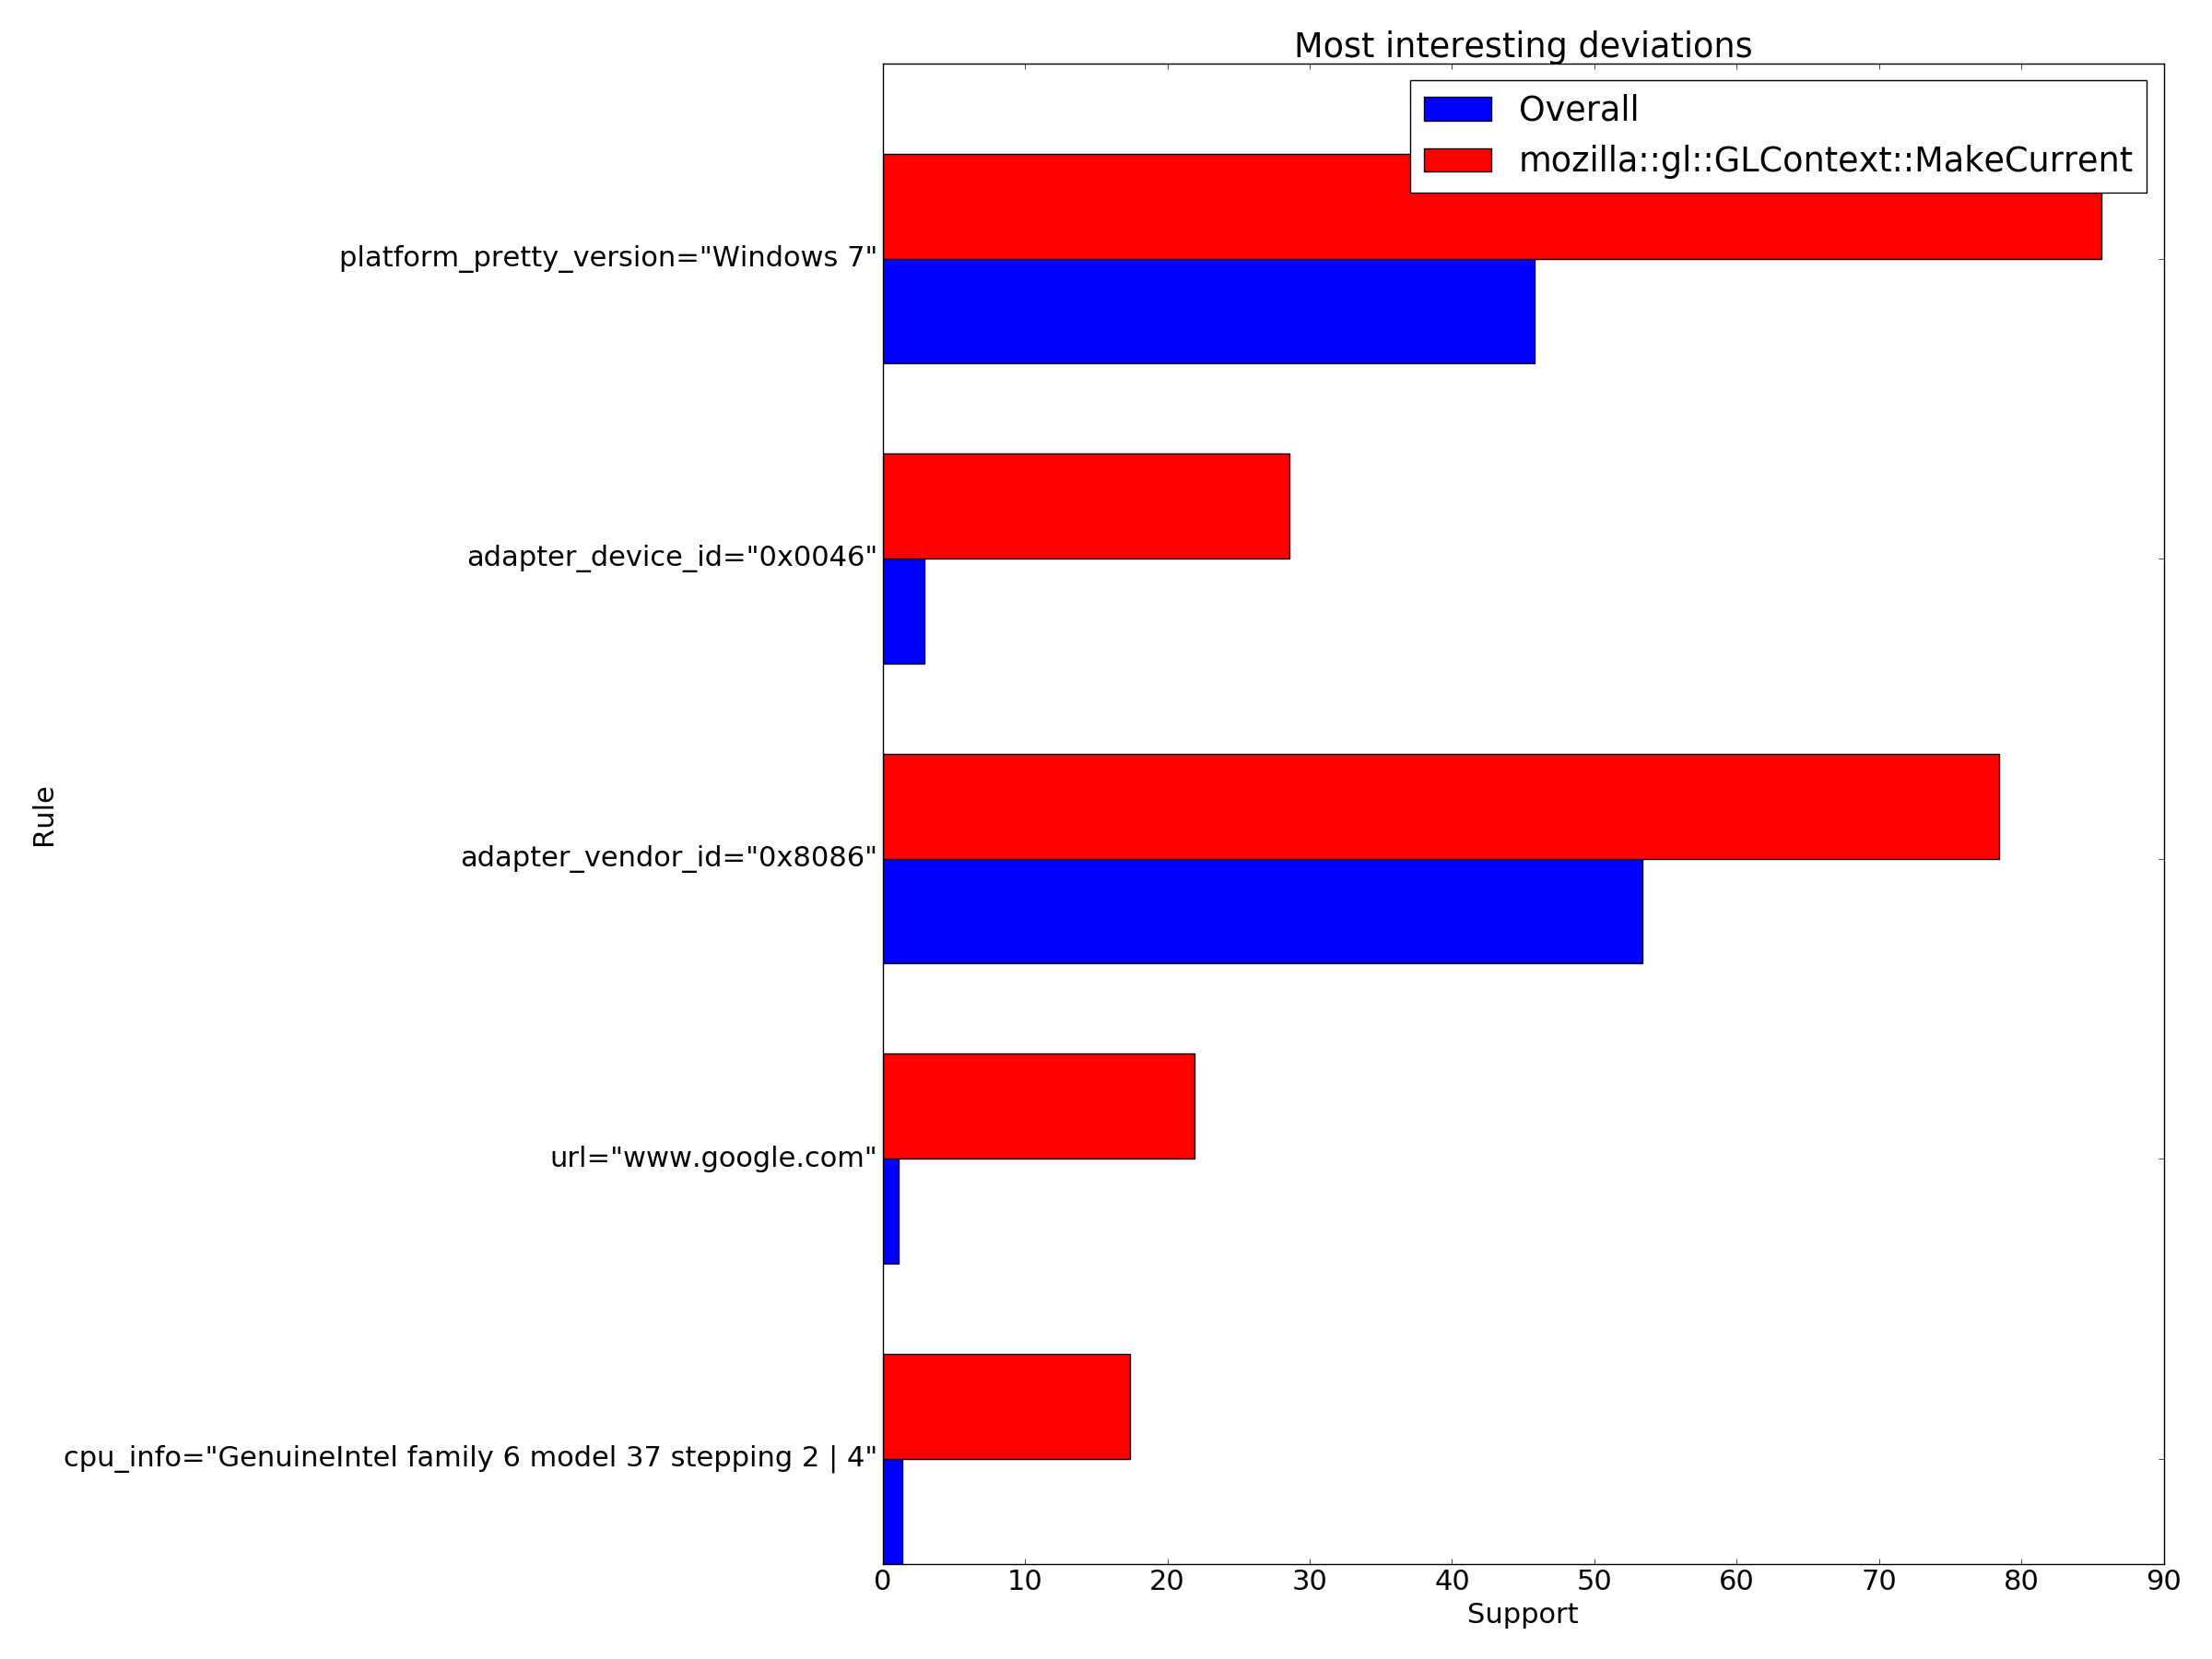 Most interesting deviations
Overall
mozilla::gl::GLContext::MakeCurrent
platform_pretty_version="Windows 7"
adapter_device_id="0x0046"
adapter_vendor_id="0x8086"
url="www.google.com"
cpu_info="GenuineIntel family 6 model 37 stepping 2 | 4"
Rule
0 10 20 30 40 50 60 70 80 90
Support